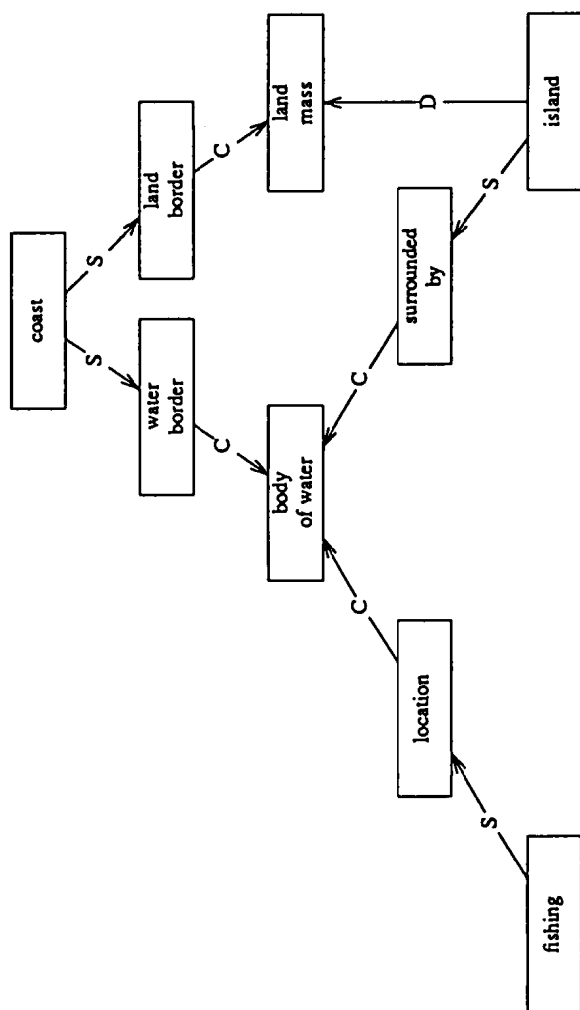 coast
S
S
water
border
land
border
C
C
body
of water
land
mass
C
C
D
location
surrounded
by
S
S
fishing
island